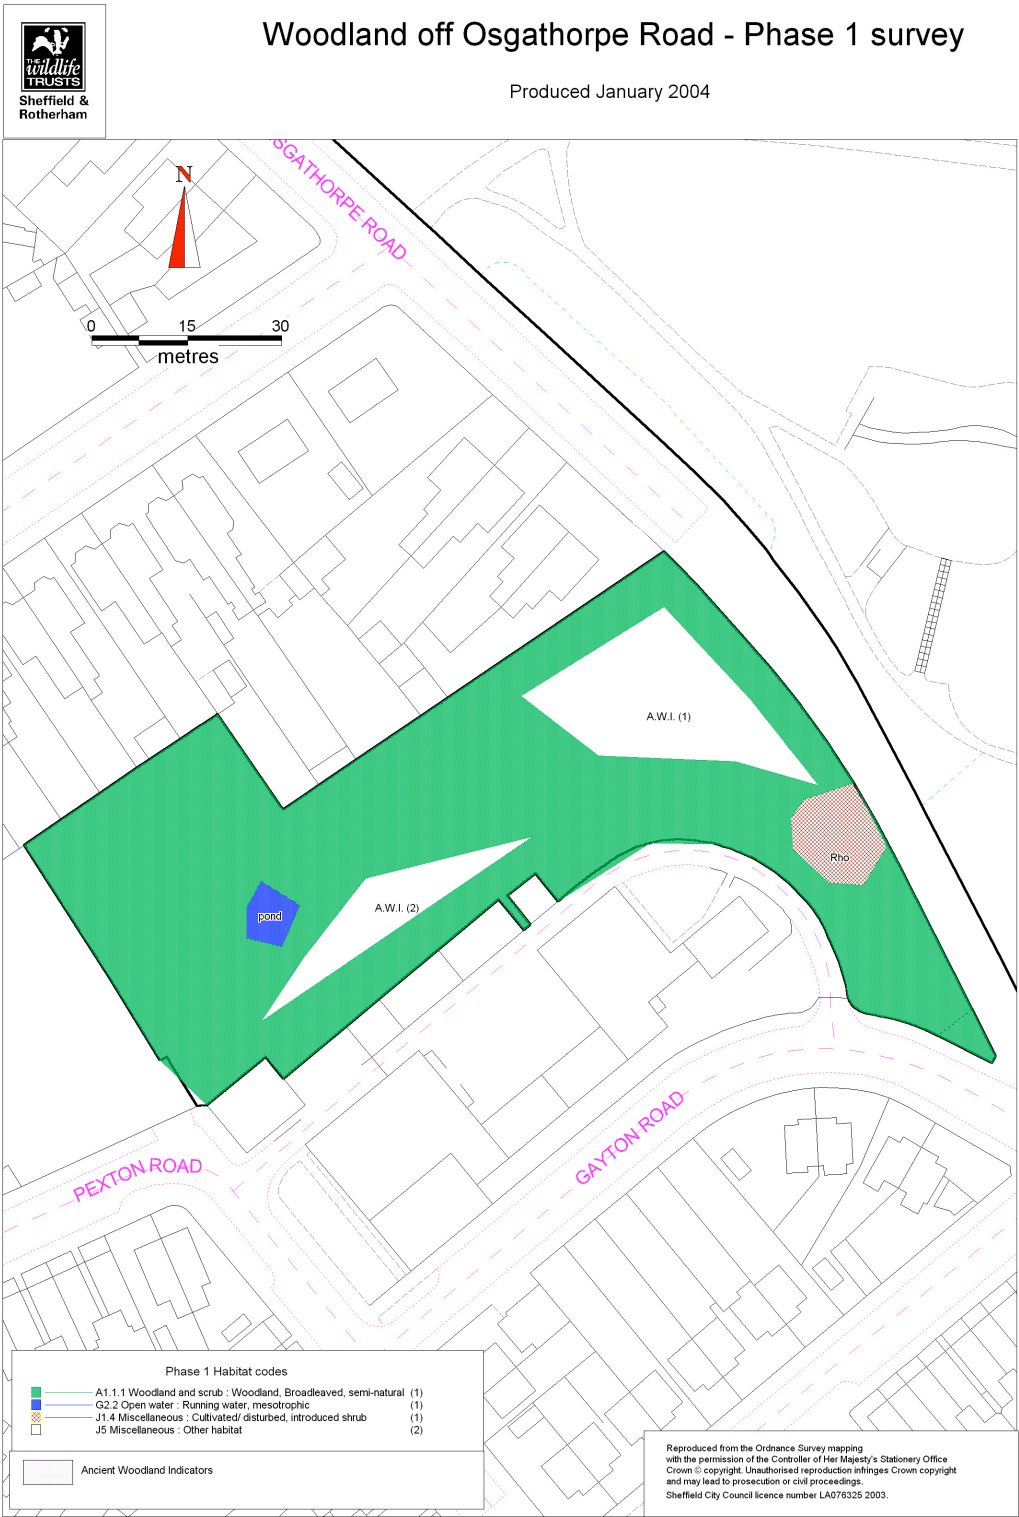 Woodland off Osgathorpe Road - Phase 1 survey
Produced January 2004
THE
wildlife
TRUSTS
Sheffield &
Rotherham
SGATHORPE ROAD
N
0 15 30
metres
A.W.I. (1)
Rho
A.W.I. (2)
pond
GAYTON ROAD
PEXTON ROAD
Phase 1 Habitat codes
A1.1.1 Woodland and scrub : Woodland, Broadleaved, semi-natural (1)
G2.2 Open water : Running water, mesotrophic (1)
J1.4 Miscellaneous : Cultivated/ disturbed, introduced shrub (1)
J5 Miscellaneous : Other habitat (2)
Ancient Woodland Indicators
Reproduced from the Ordnance Survey mapping
with the permission of the Controller of Her Majesty's Stationery Office
Crown © copyright. Unauthorised reproduction infringes Crown copyright
and may lead to prosecution or civil proceedings.
Sheffield City Council licence number LA076325 2003.